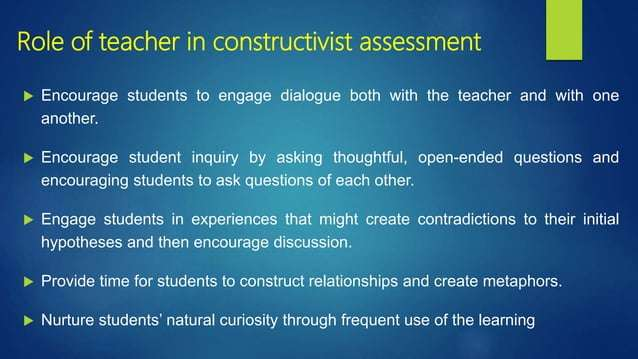 Role of teacher in constructivist assessment
Encourage students to engage dialogue both with the teacher and with one
another.
Encourage student inquiry by asking thoughtful, open-ended questions and
encouraging students to ask questions of each other.
Engage students in experiences that might create contradictions to their initial
hypotheses and then encourage discussion.
Provide time for students to construct relationships and create metaphors.
Nurture students’ natural curiosity through frequent use of the learning